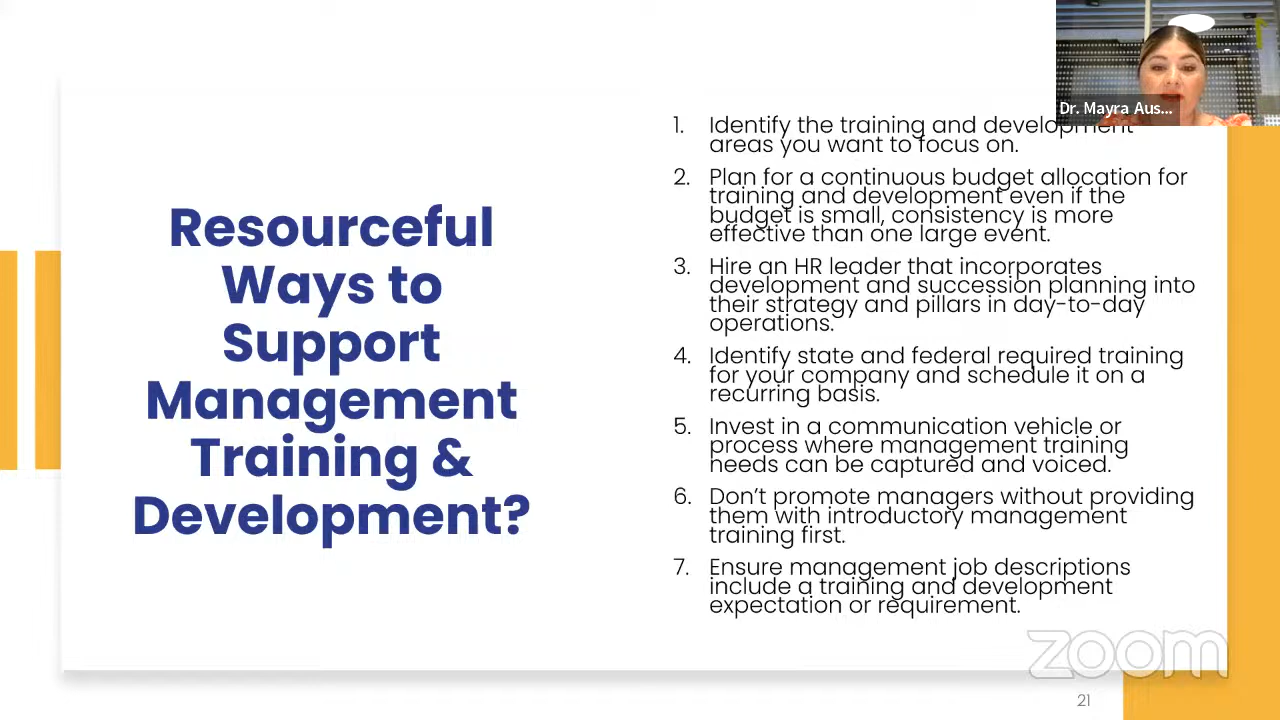 Dr. Mayra Aus...
Resourceful
Ways to
Support
Management
Training &
Development?
1. Identify the training and development
areas you want to focus on.
2. Plan for a continuous budget allocation for
training and development even if the
budget is small, consistency is more
effective than one large event.
3. Hire an HR leader that incorporates
development and succession planning into
their strategy and pillars in day-to-day
operations.
4. Identify state and federal required training
for your company and schedule it on a
recurring basis.
5. Invest in a communication vehicle or
process where management training
needs can be captured and voiced.
6. Don't promote managers without providing
them with introductory management
training first.
7. Ensure management job descriptions
include a training and development
expectation or requirement.
zoom
21